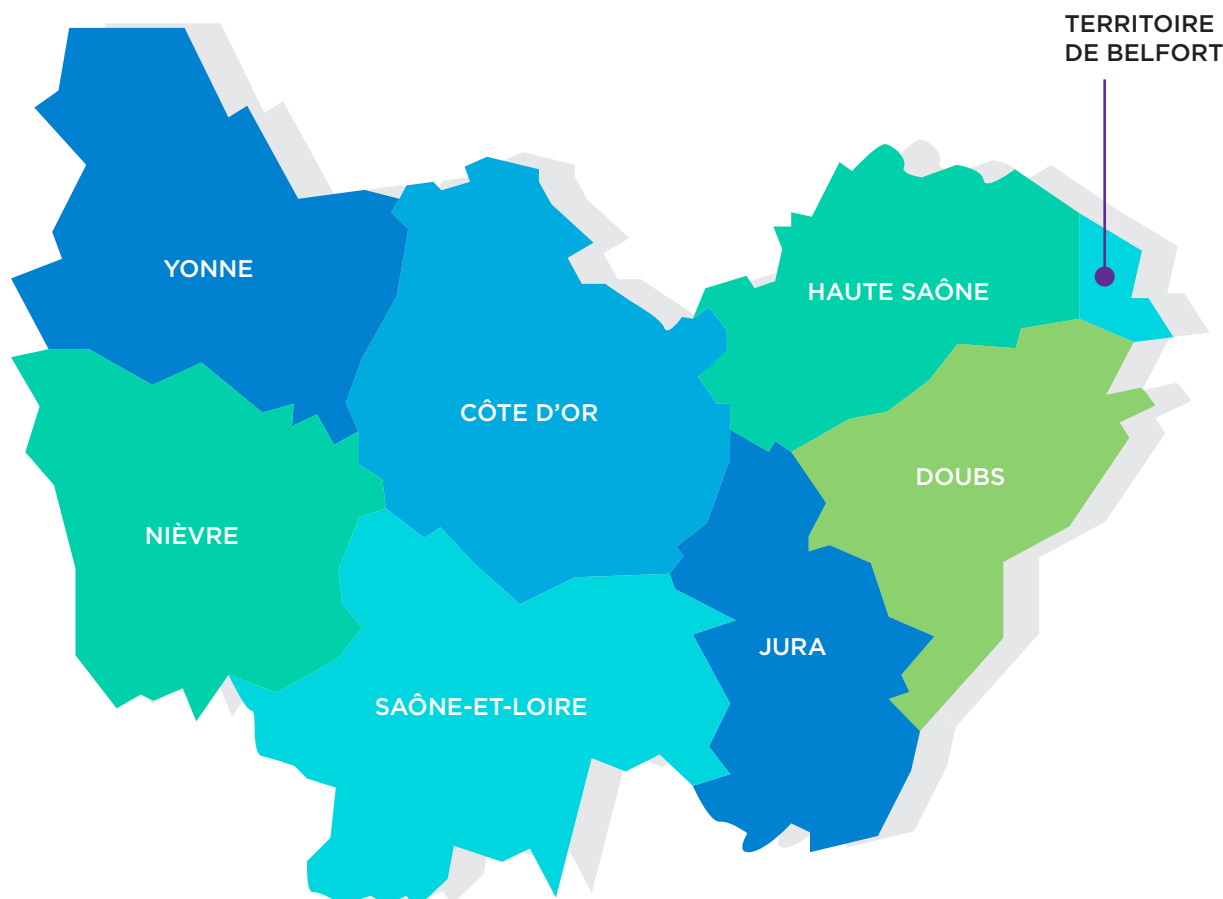 TERRITOIRE
DE BELFORT
YONNE
HAUTE SAÔNE
CÔTE D’OR
DOUBS
NIÈVRE
JURA
SAÔNE-ET-LOIRE